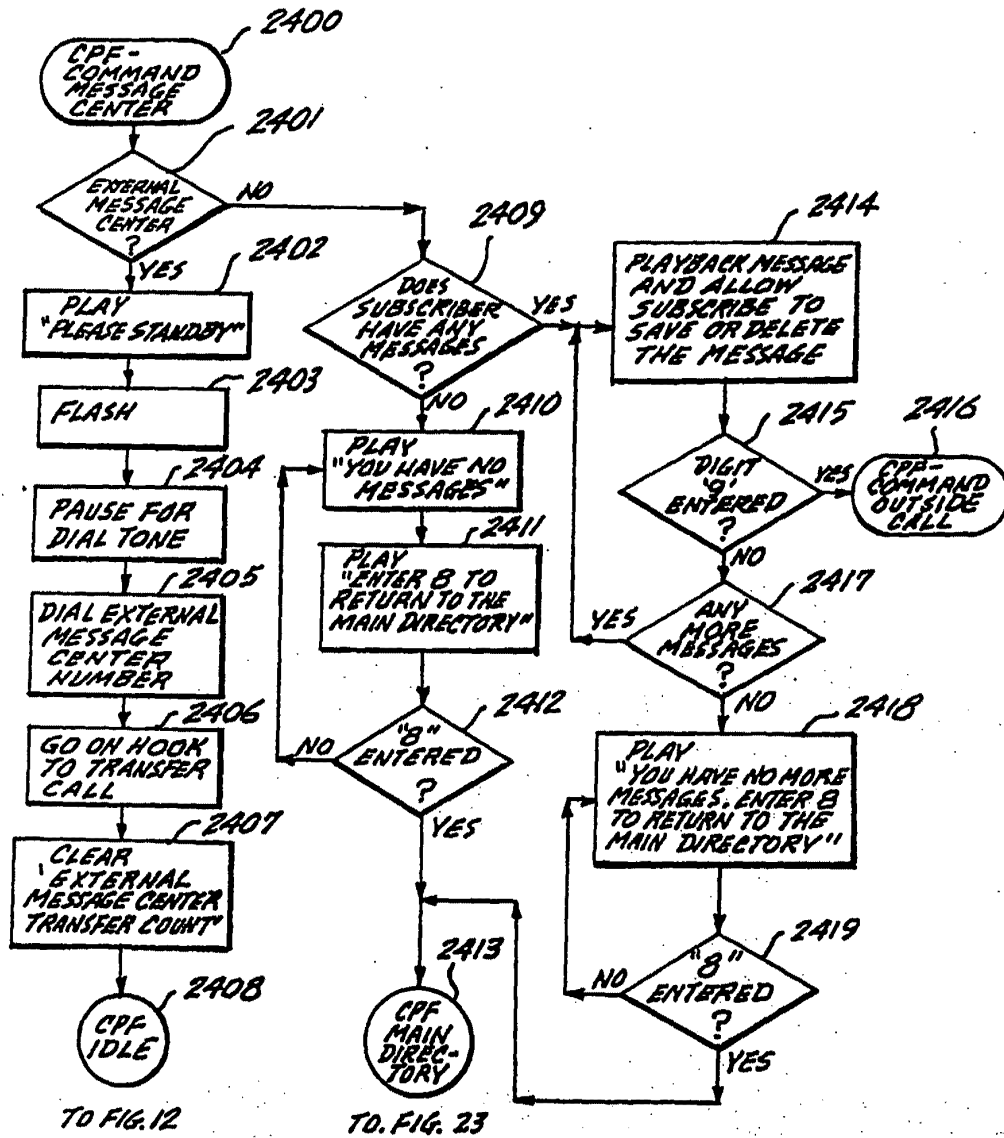 2400
CPF-
COMMAND
MESSAGE
CENTER
2401
EXTERNAL
MESSAGE
CENTER
?
NO
YES
2402
PLAY
"PLEASE STANDBY"
2403
FLASH
2404
PAUSE FOR
DIAL TONE
2405
DIAL EXTERNAL
MESSAGE
CENTER
NUMBER
2406
GO ON HOOK
TO TRANSFER
CALL
2407
CLEAR
'EXTERNAL
MESSAGE CENTER
TRANSFER COUNT"
2408
CPF
IDLE
TO FIG. 12
2409
DOES
SUBSCRIBER
HAVE ANY
MESSAGES
?
YES
NO
2410
PLAY
"YOU HAVE NO
MESSAGES"
2411
PLAY
"ENTER 8 TO
RETURN TO THE
MAIN DIRECTORY"
2412
"8"
ENTERED
?
NO
YES
2413
CPF
MAIN
DIREC-
TORY
TO. FIG. 23
2414
PLAYBACK MESSAGE
AND ALLOW
SUBSCRIBE TO
SAVE OR DELETE
THE MESSAGE
2415
DIGIT
'9'
ENTERED
?
YES
NO
2416
CPF-
COMMAND
OUTSIDE
CALL
2417
ANY
MORE
MESSAGES
?
YES
NO
2418
PLAY
"YOU HAVE NO MORE
MESSAGES. ENTER 8
TO RETURN TO THE
MAIN DIRECTORY"
2419
"8"
ENTERED
?
NO
YES